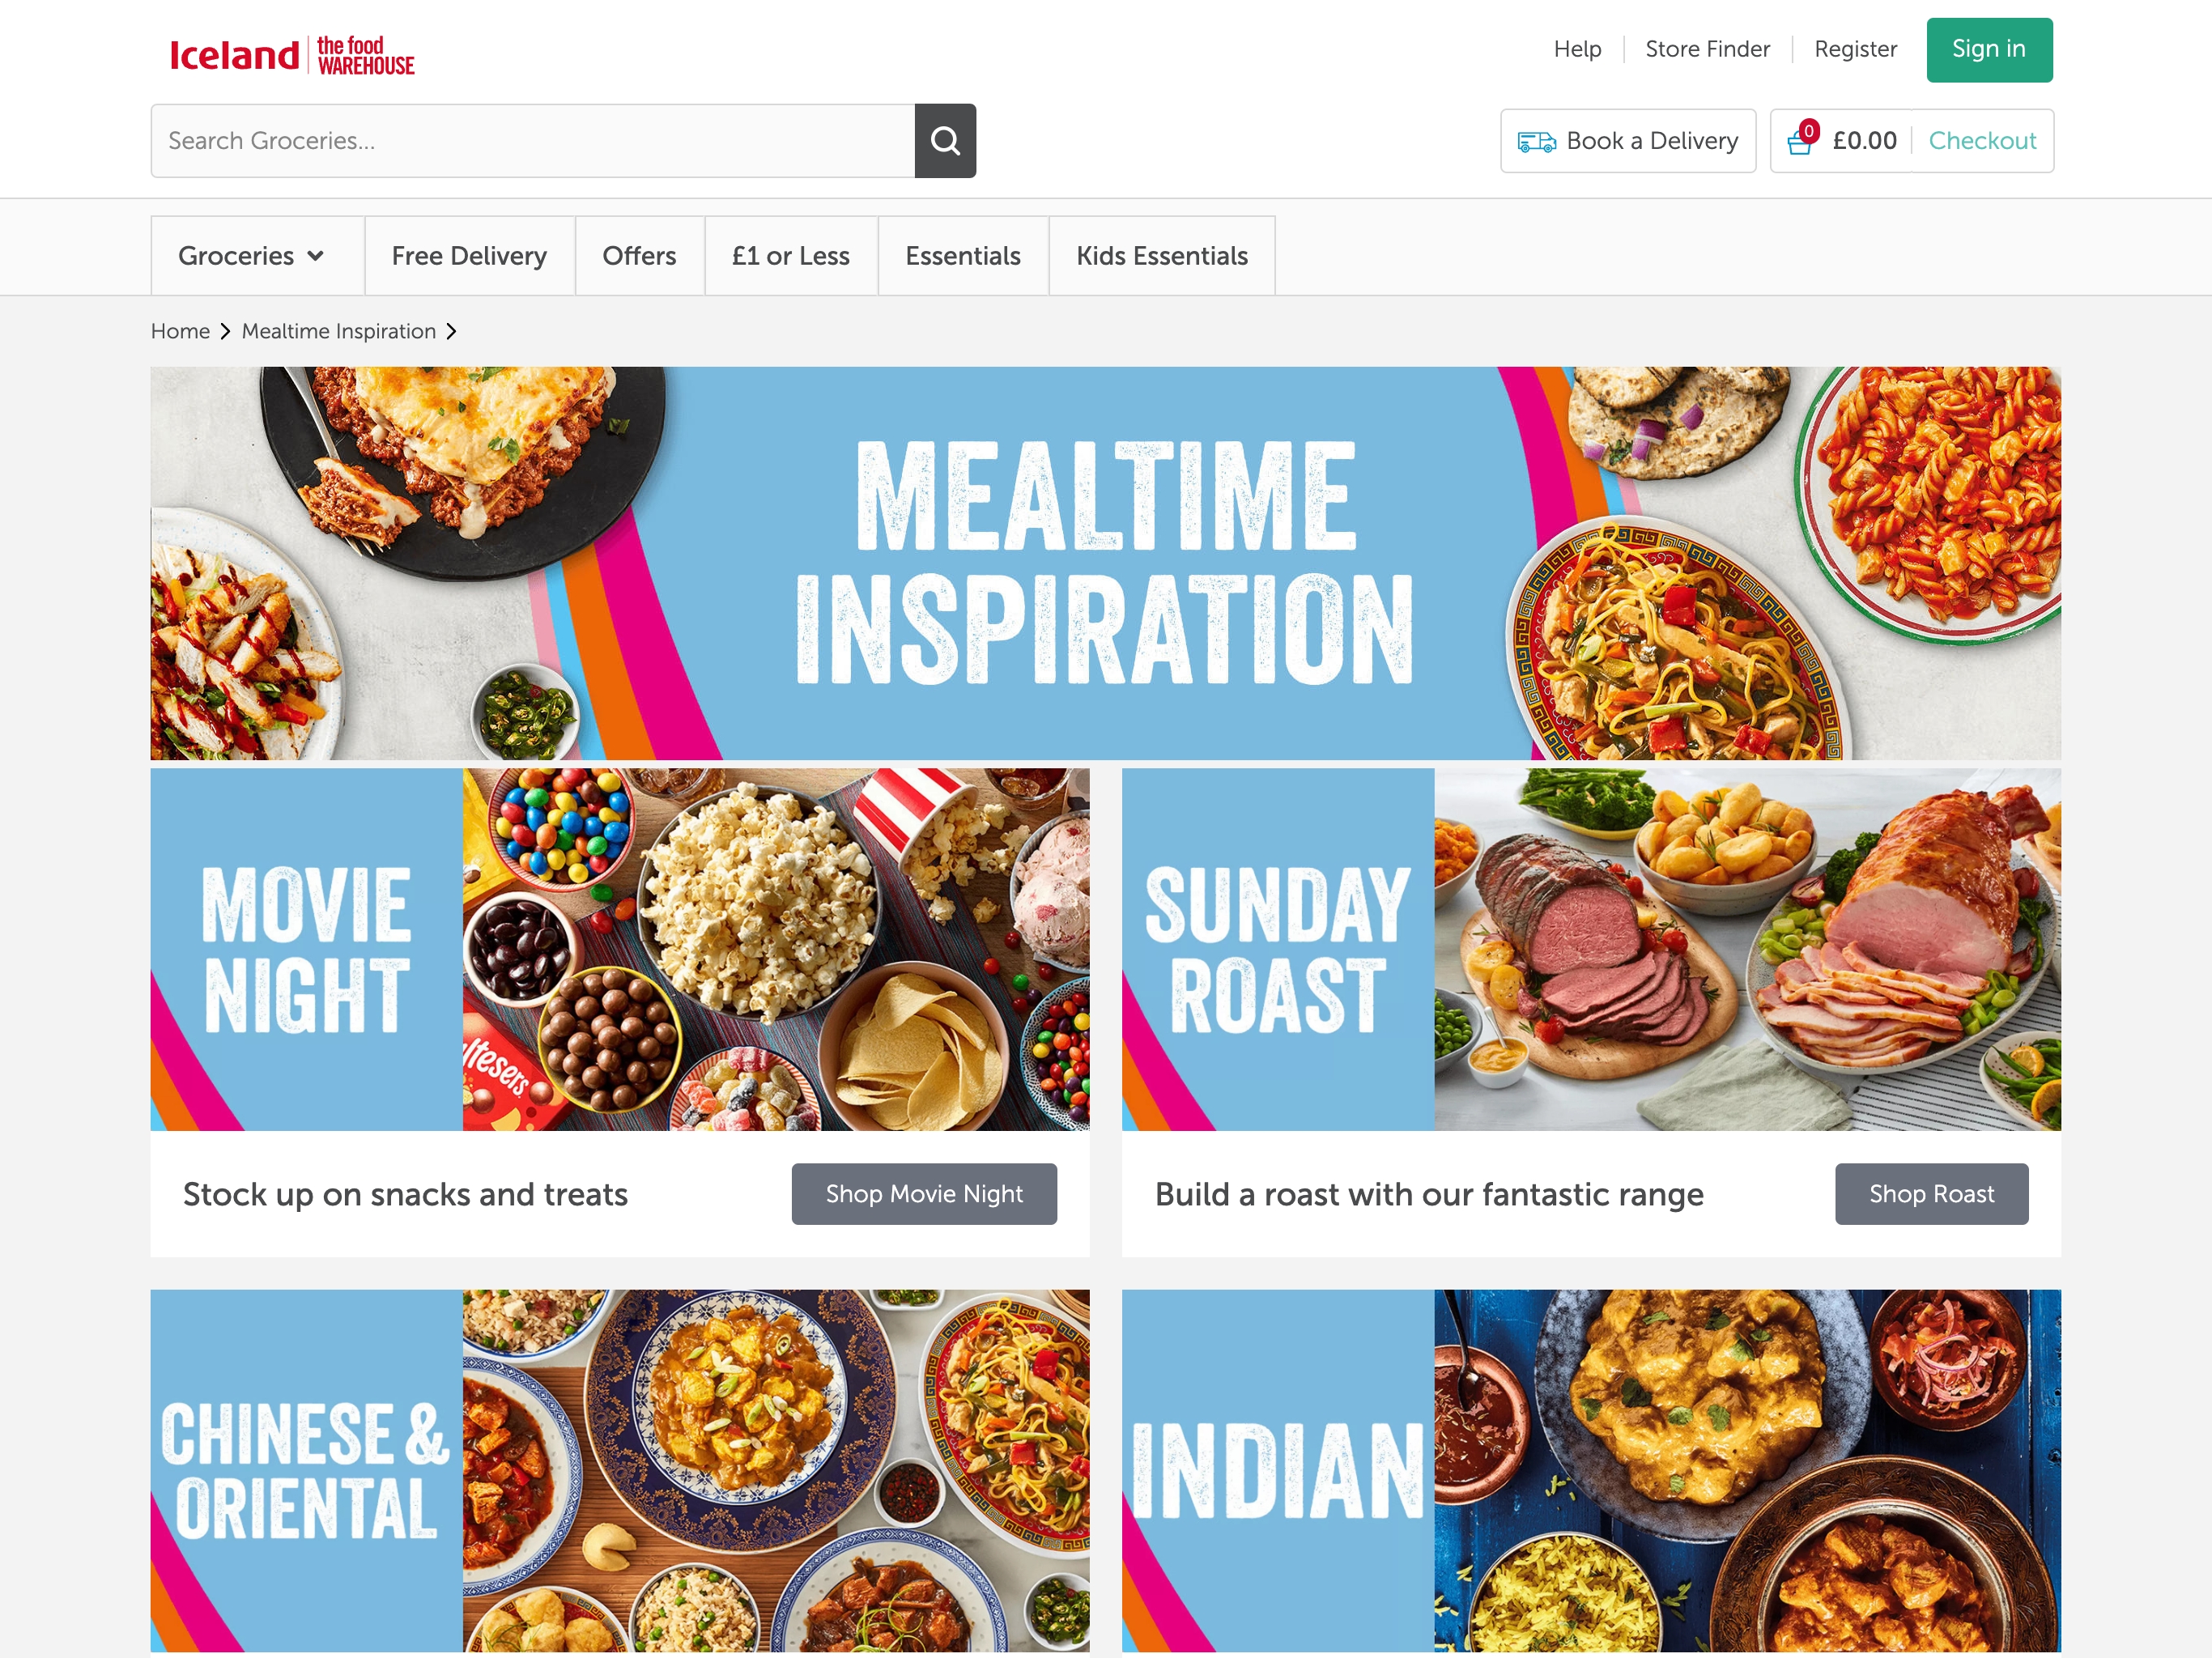 Iceland the food WAREHOUSE
Help
Store Finder
Register
Sign in
Search Groceries...
Book a Delivery
0
£0.00
Checkout
Groceries
Free Delivery
Offers
£1 or Less
Essentials
Kids Essentials
Home
Mealtime Inspiration
MEALTIME
INSPIRATION
MOVIE
NIGHT
ltesers
SUNDAY
ROAST
Stock up on snacks and treats
Shop Movie Night
Build a roast with our fantastic range
Shop Roast
CHINESE &
ORIENTAL
INDIAN